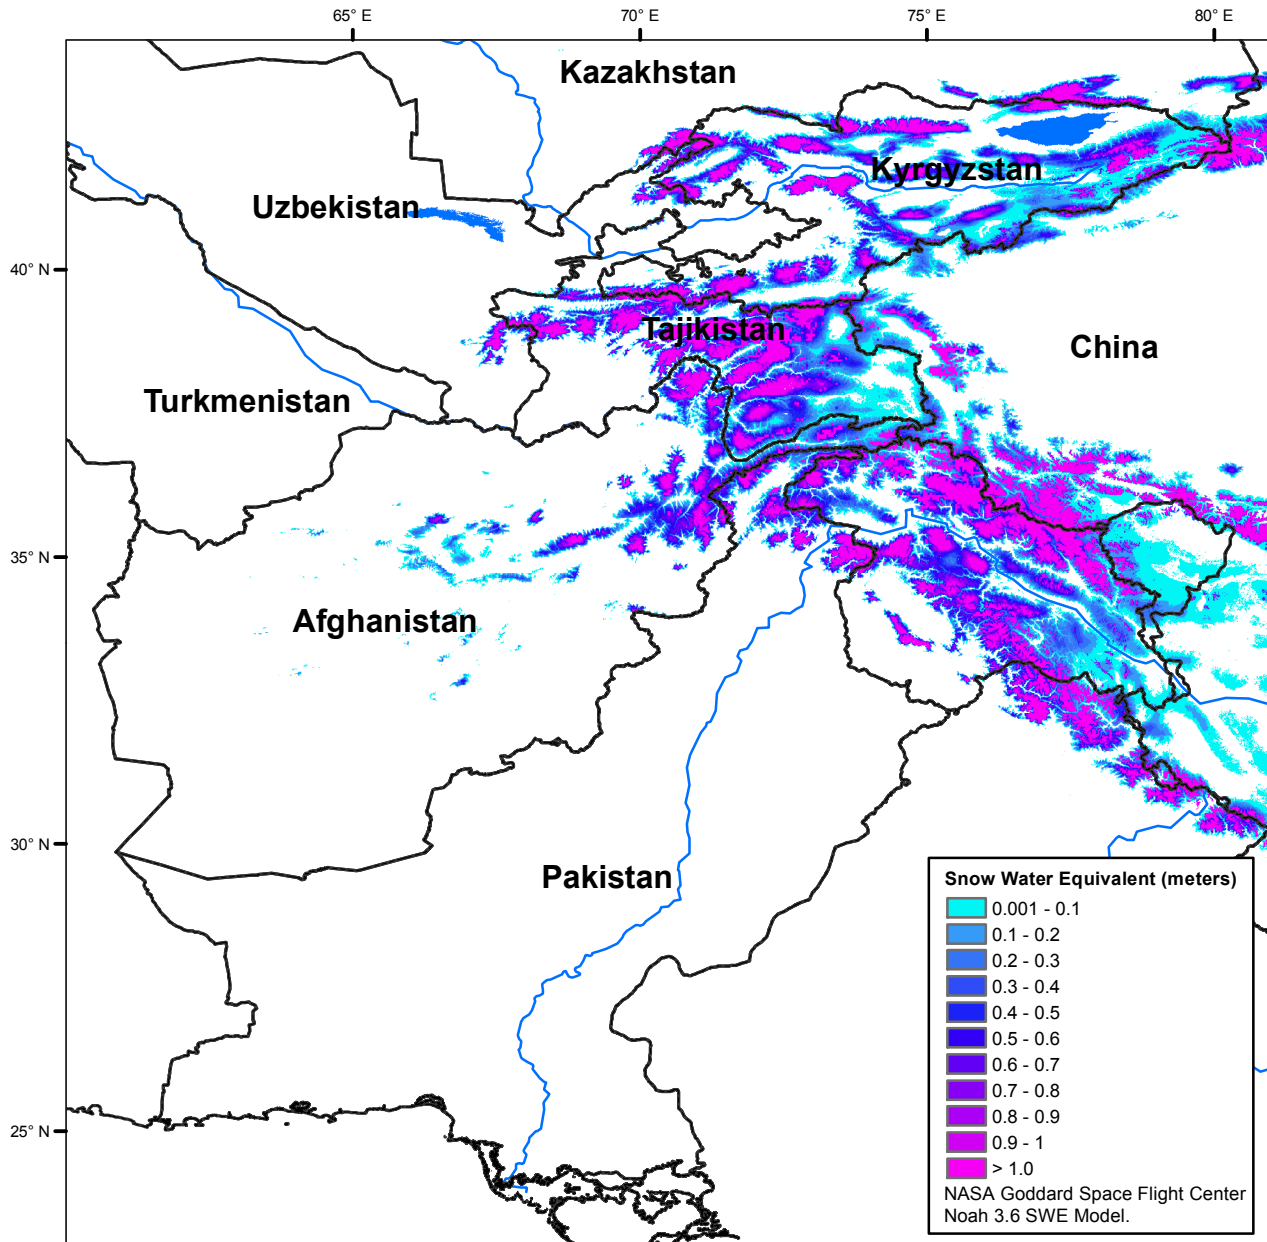 65° E
70° E
75° E
80° E
Kazakhstan
Kyrgyzstan
Uzbekistan
40° N
Tajikistan
China
Turkmenistan
35° N
Afghanistan
30° N
Pakistan
25° N
Snow Water Equivalent (meters)
0.001 - 0.1
0.1 - 0.2
0.2 - 0.3
0.3 - 0.4
0.4 - 0.5
0.5 - 0.6
0.6 - 0.7
0.7 - 0.8
0.8 - 0.9
0.9 - 1
> 1.0
NASA Goddard Space Flight Center
Noah 3.6 SWE Model.